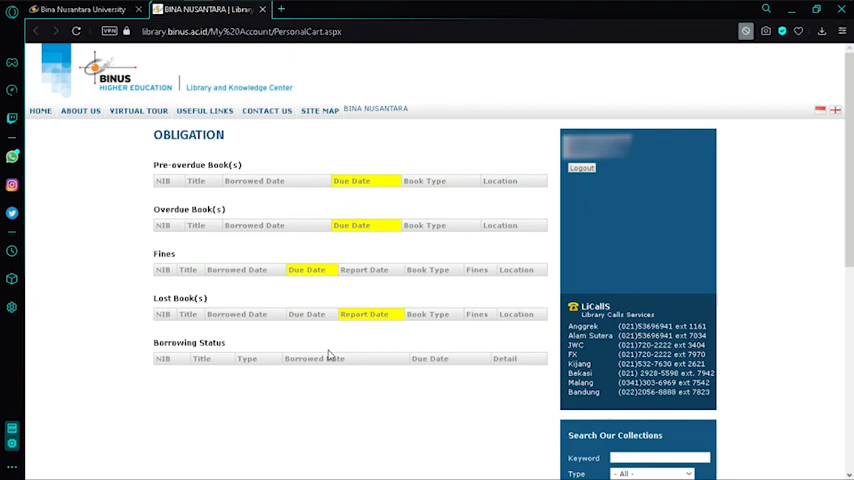 Bina Nusantara University
BINA NUSANTARA | Librar
VPN
library.binus.ac.id/My%20Account/PersonalCart.aspx
BINUS
HIGHER EDUCATION
Library and Knowledge Center
HOME ABOUT US VIRTUAL TOUR USEFUL LINKS CONTACT US SITE MAP BINA NUSANTARA
OBLIGATION
Pre-overdue Book(s)
NIB Title Borrowed Date Due Date Book Type Location
Overdue Book(s)
NIB Title Borrowed Date Due Date Book Type Location
Fines
NIB Title Borrowed Date Due Date Report Date Book Type Fines Location
Lost Book(s)
NIB Title Borrowed Date Due Date Report Date Book Type Fines Location
Borrowing Status
NIB Title Type Borrowed Date Due Date Detail
Logout
LiCallS
Library Calls Services
Anggrek (021)53696941 ext 1161
Alam Sutera (021)53696941 ext 7034
JWC (021)720-2222 ext 3404
FX (021)720-2222 ext 7970
Kijang (021)532-7630 ext 2621
Bekasi (021) 2928-5598 ext. 7942
Malang (0341)303-6969 ext 7542
Bandung (022)2056-8888 ext 7823
Search Our Collections
Keyword
Type - All -